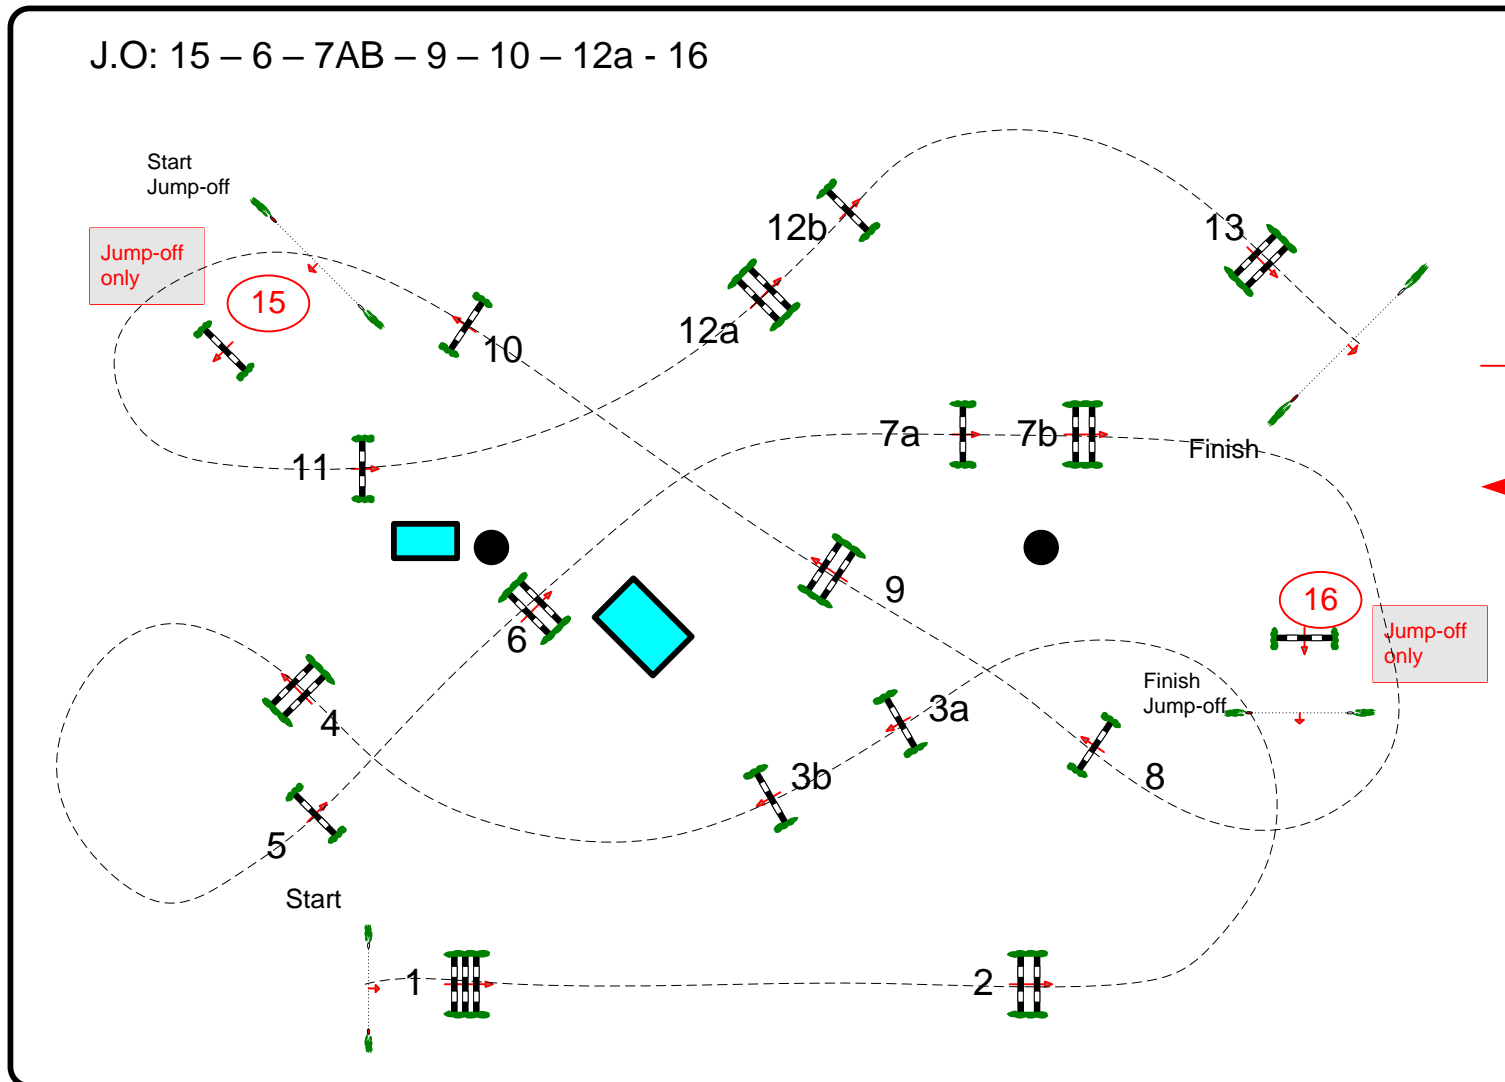 J.O: 15 – 6 – 7AB – 9 – 10 – 12a - 16
Start
Jump-off
Jump-off
only
15
12b
13
10
12a
7a
7b
Finish
11
9
16
6
Jump-off
only
Finish
Jump-off
4
3a
3b
8
5
Start
1
2